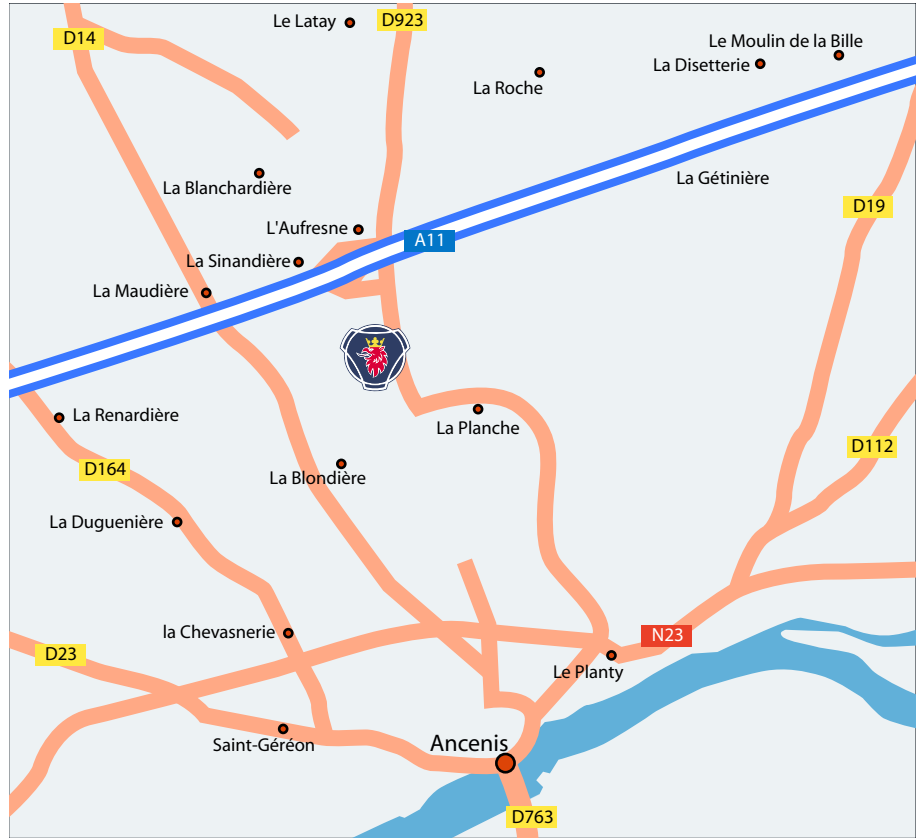 Le Latay
D923
D14
Le Moulin de la Bille
La Disetterie
La Roche
La Gétinière
La Blanchardière
D19
L'Aufresne
A11
La Sinandière
La Maudière
La Renardière
La Planche
D112
D164
La Blondière
La Duguenière
la Chevasnerie
N23
D23
Le Planty
Saint-Géréon
Ancenis
D763